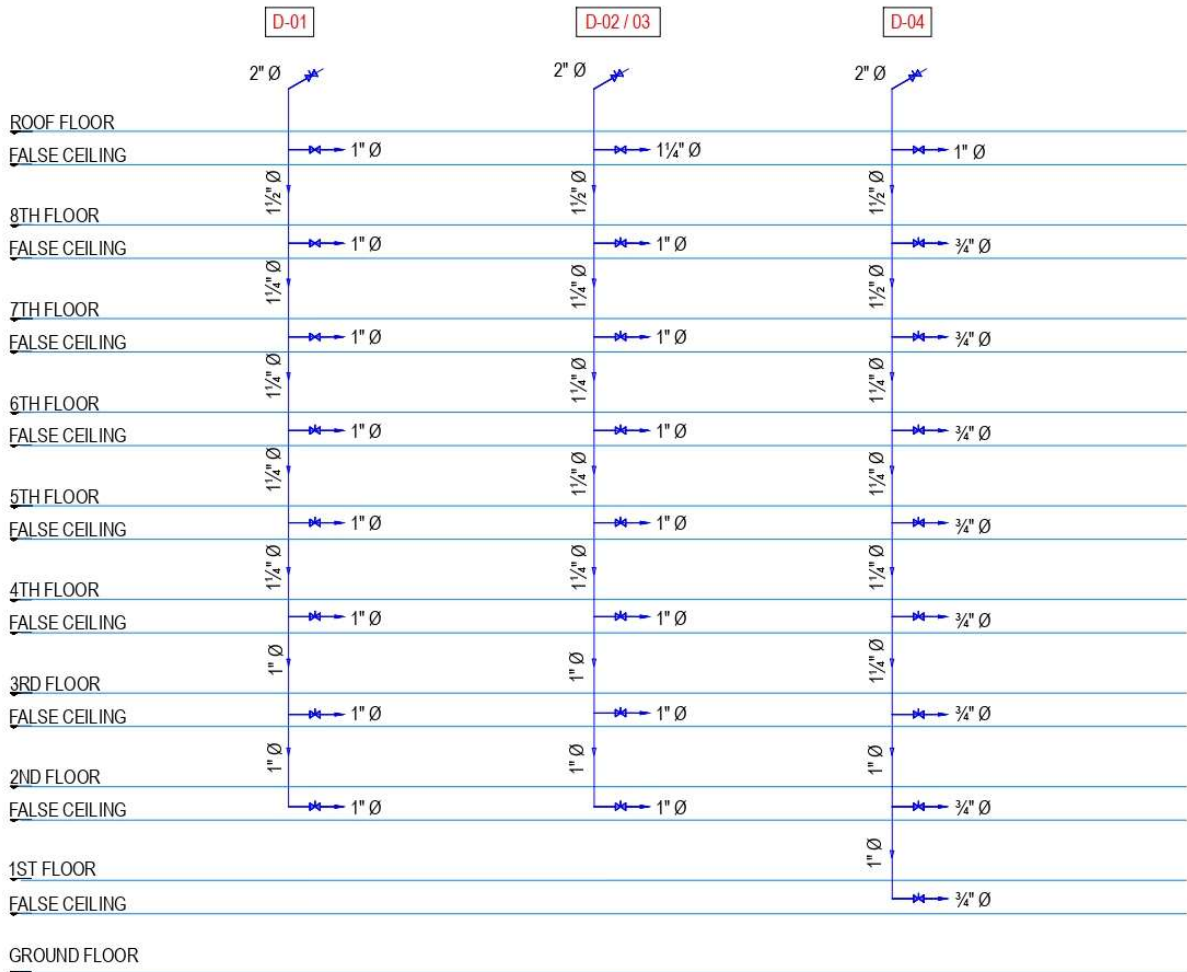 D-01 D-02 / 03 D-04
2" Ø 2" Ø 2" Ø
ROOF FLOOR
1" Ø 1¼" Ø 1" Ø
FALSE CEILING
1½" Ø 1½" Ø 1½" Ø
8TH FLOOR
FALSE CEILING 1" Ø 1" Ø ¾" Ø
1¼" Ø 1¼" Ø 1½" Ø
7TH FLOOR
FALSE CEILING 1" Ø 1" Ø ¾" Ø
1¼" Ø 1¼" Ø 1¼" Ø
6TH FLOOR
FALSE CEILING 1" Ø 1" Ø ¾" Ø
1¼" Ø 1¼" Ø 1¼" Ø
5TH FLOOR
FALSE CEILING 1" Ø 1" Ø ¾" Ø
1¼" Ø 1¼" Ø 1¼" Ø
4TH FLOOR
FALSE CEILING 1" Ø 1" Ø ¾" Ø
1" Ø 1" Ø 1¼" Ø
3RD FLOOR
FALSE CEILING 1" Ø 1" Ø ¾" Ø
1" Ø 1" Ø 1" Ø
2ND FLOOR
FALSE CEILING 1" Ø 1" Ø ¾" Ø
1" Ø
1ST FLOOR
FALSE CEILING ¾" Ø
GROUND FLOOR